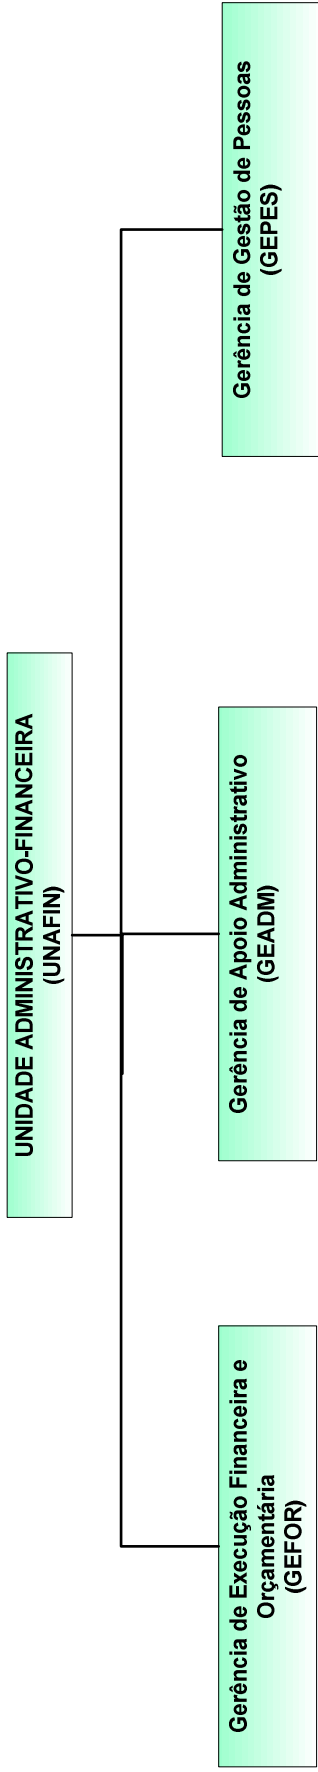 UNIDADE ADMINISTRATIVO-FINANCEIRA
(UNAFIN)
Gerência de Execução Financeira e
Orçamentária
(GEFOR)
Gerência de Apoio Administrativo
(GEADM)
Gerência de Gestão de Pessoas
(GEPES)